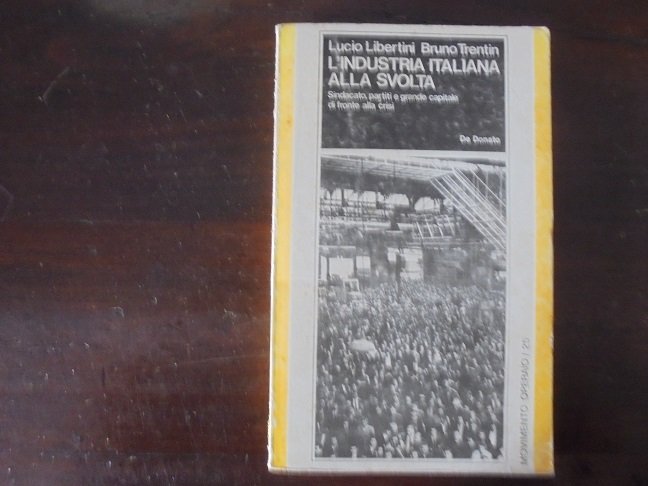 Lucio Libertini Bruno Trentin
L'INDUSTRIA ITALIANA
ALLA SVOLTA
Sindacato, partiti e grande capitale
di fronte alla crisi
De Donato
MOVIMENTO OPERAIO / 25